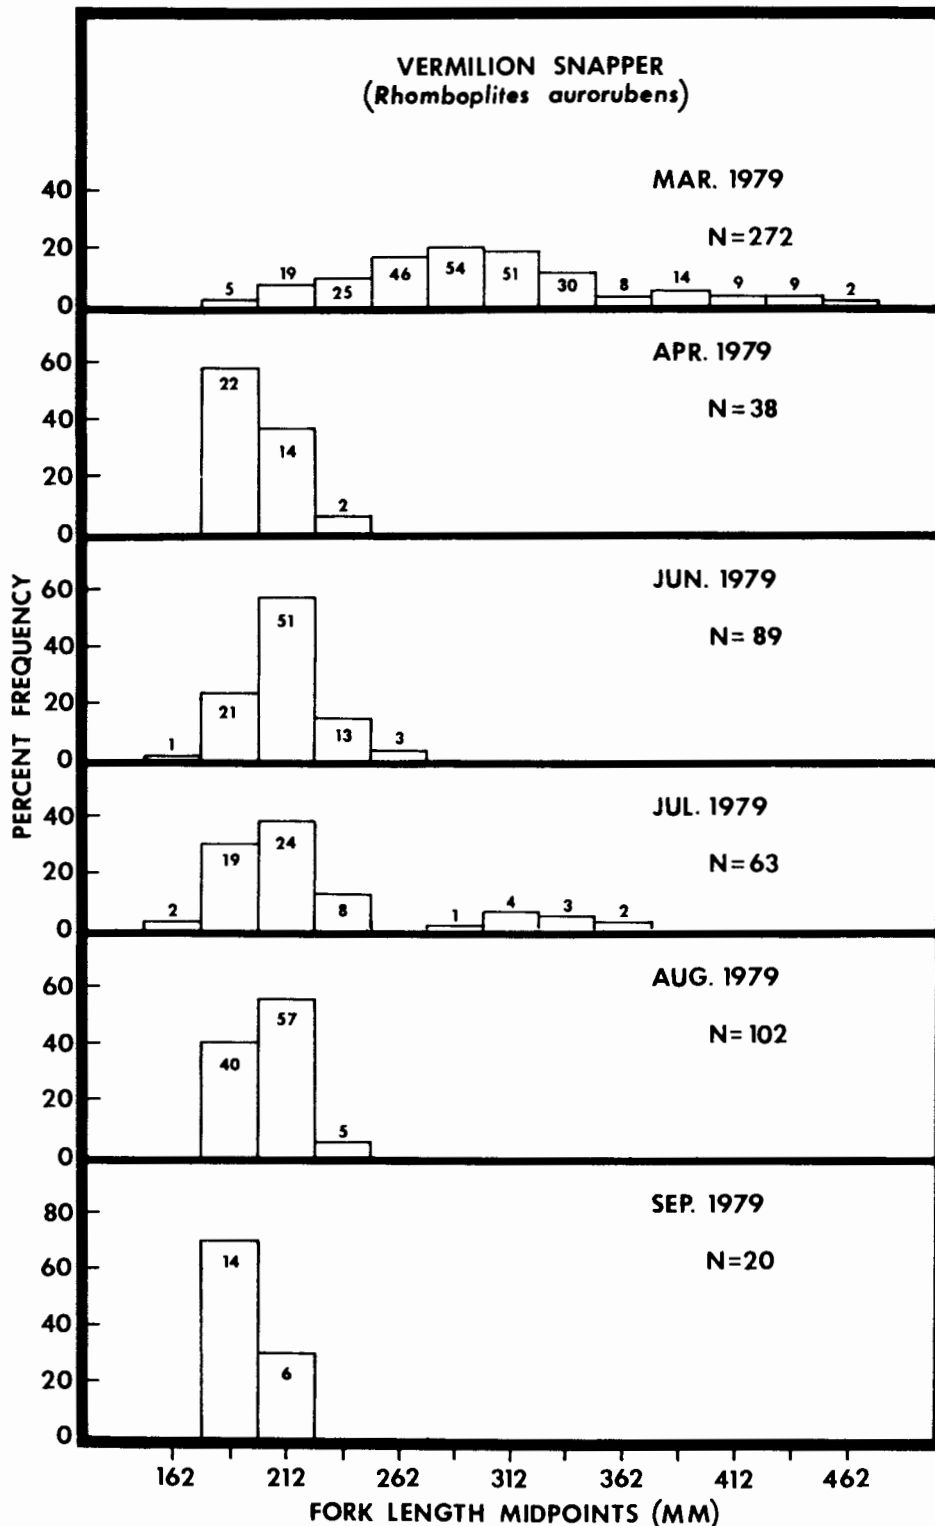 VERMILION SNAPPER
(Rhomboplites aurorubens)
MAR. 1979
N=272
40
20
0
5 19 25 46 54 51 30 8 14 9 9 2
APR. 1979
N=38
60
40
20
0
22 14 2
JUN. 1979
N=89
60
40
20
0
1 21 51 13 3
JUL. 1979
N=63
40
20
0
2 19 24 8 1 4 3 2
AUG. 1979
N=102
60
40
20
0
40 57 5
SEP. 1979
N=20
80
60
40
20
0
14 6
PERCENT FREQUENCY
162 212 262 312 362 412 462
FORK LENGTH MIDPOINTS (MM)